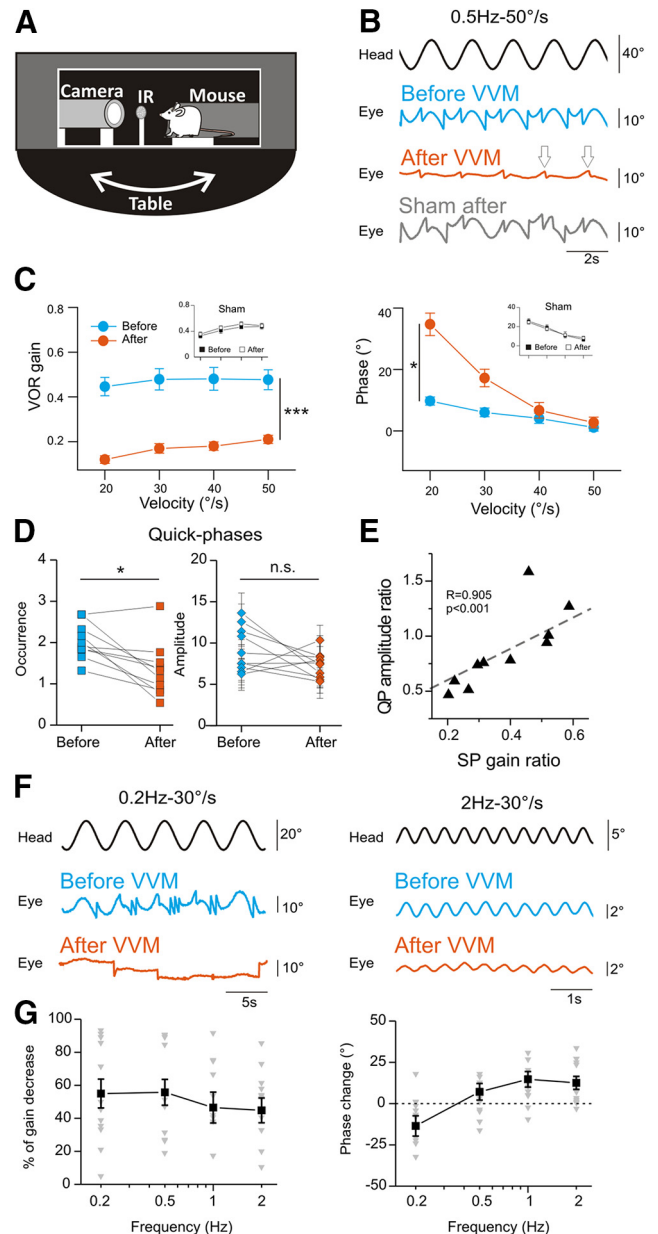 A
Camera IR Mouse
Table
B
0.5Hz-50°/s
Head 40°
Before VVM
Eye 10°
After VVM
Eye 10°
Sham after
Eye 10°
2s
C
VOR gain
0.8
0.6
0.4
0.2
Before
After
Sham
0.8
0.4
0
Before After
***
20 30 40 50
Velocity (°/s)
Phase (°)
40
20
0
*
Sham
40
20
0
Before After
20 30 40 50
Velocity (°/s)
D
Quick-phases
Occurrence
4
3
2
1
0
*
Before After
Amplitude
20
15
10
5
0
n.s.
Before After
E
QP amplitude ratio
1.5
1.0
0.5
R=0.905
p<0.001
0.2 0.4 0.6
SP gain ratio
F
0.2Hz-30°/s
Head 20°
Before VVM
Eye 10°
After VVM
Eye 10°
5s
2Hz-30°/s
Head 5°
Before VVM
Eye 2°
After VVM
Eye 2°
1s
G
% of gain decrease
100
80
60
40
20
0
0.2 0.5 1 2
Frequency (Hz)
Phase change (°)
50
25
0
-25
-50
0.2 0.5 1 2
Frequency (Hz)